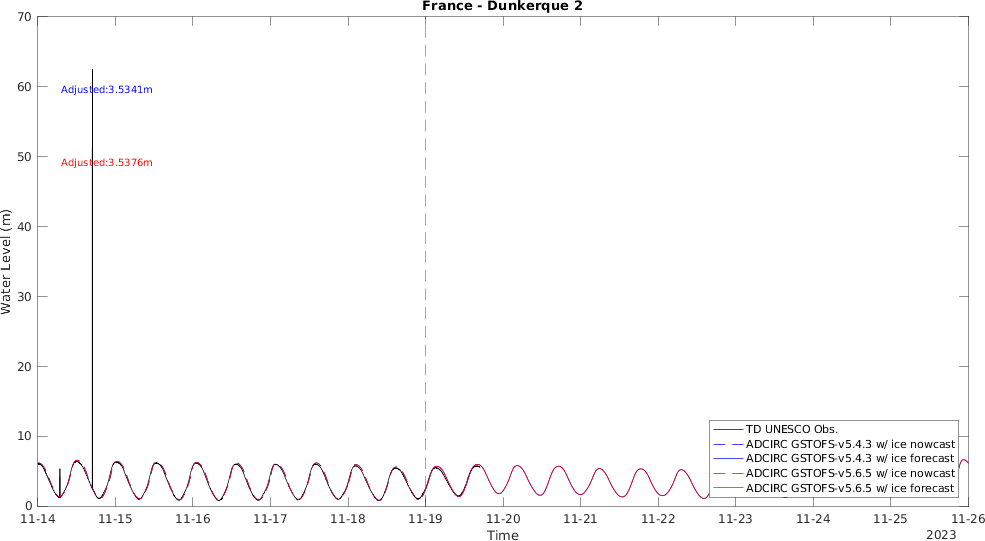 France - Dunkerque 2
70
60
50
40
30
20
10
0
Water Level (m)
Adjusted:3.5341m
Adjusted:3.5376m
TD UNESCO Obs.
ADCIRC GSTOFS-v5.4.3 w/ ice nowcast
ADCIRC GSTOFS-v5.4.3 w/ ice forecast
ADCIRC GSTOFS-v5.6.5 w/ ice nowcast
ADCIRC GSTOFS-v5.6.5 w/ ice forecast
11-14 11-15 11-16 11-17 11-18 11-19 11-20 11-21 11-22 11-23 11-24 11-25 11-26
Time
2023